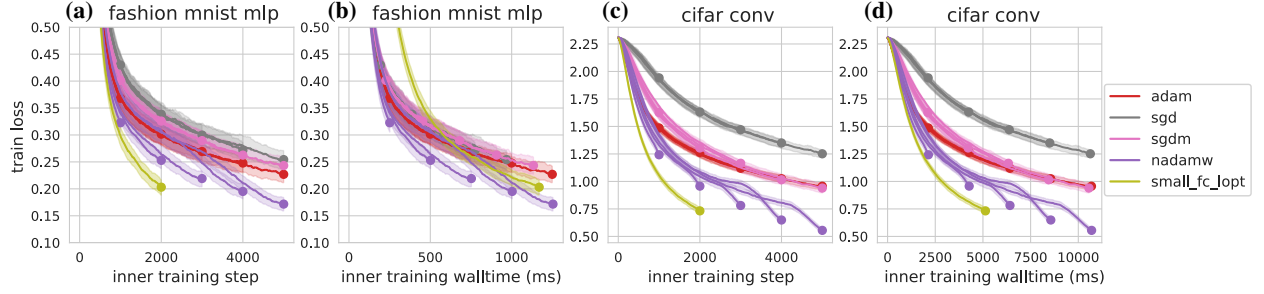 (a) fashion mnist mlp
(b) fashion mnist mlp
(c) cifar conv
(d) cifar conv
train loss
0.50
0.45
0.40
0.35
0.30
0.25
0.20
0.15
0.10
0 2000 4000
inner training step
0.50
0.45
0.40
0.35
0.30
0.25
0.20
0.15
0.10
0 500 1000
inner training walltime (ms)
2.25
2.00
1.75
1.50
1.25
1.00
0.75
0.50
0 2000 4000
inner training step
2.25
2.00
1.75
1.50
1.25
1.00
0.75
0.50
0 2500 5000 7500 10000
inner training walltime (ms)
adam
sgd
sgdm
nadamw
small_fc_lopt